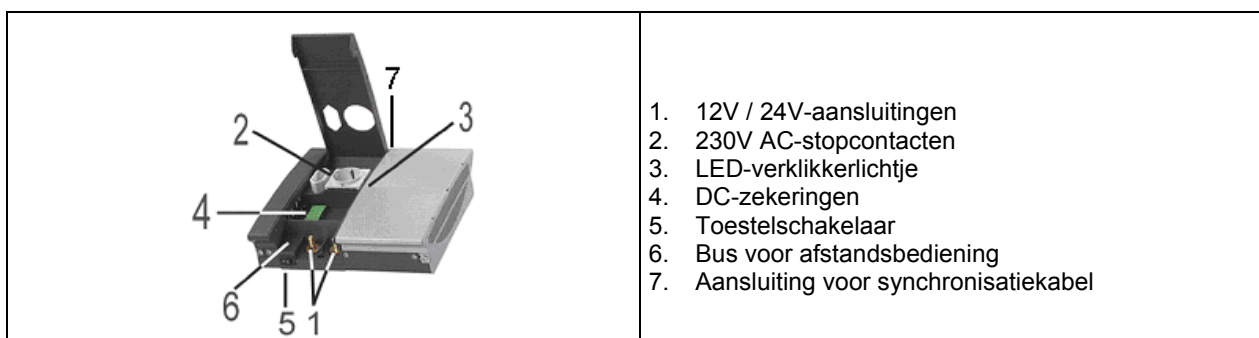 7
3
2
4
6
5 1
1. 12V / 24V-aansluitingen
2. 230V AC-stopcontacten
3. LED-verklikkerlichtje
4. DC-zekeringen
5. Toestelschakelaar
6. Bus voor afstandsbediening
7. Aansluiting voor synchronisatiekabel